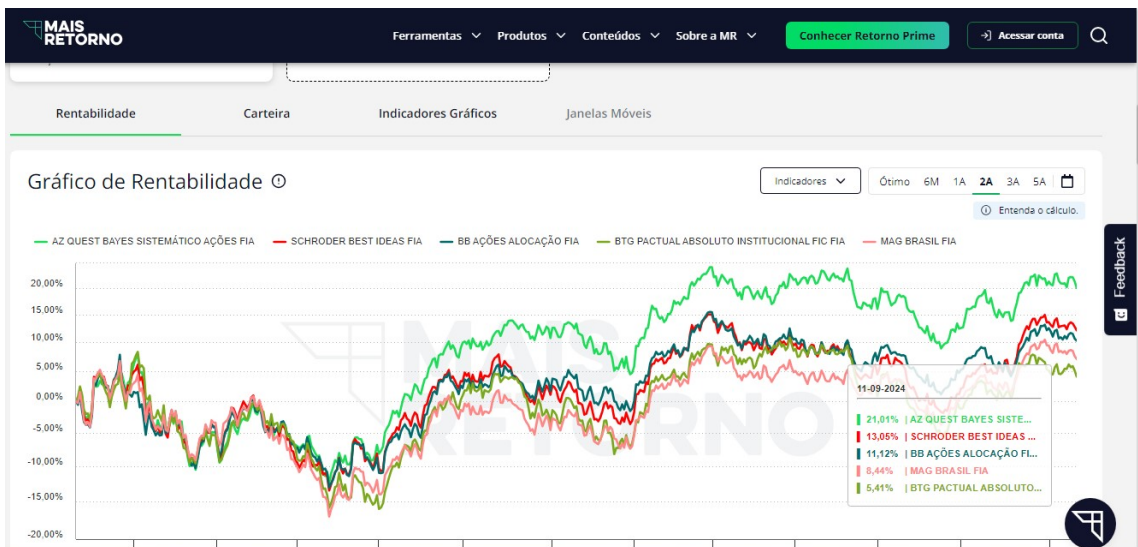 MAIS
RETORNO
Ferramentas
Produtos
Conteúdos
Sobre a MR
Conhecer Retorno Prime
Acessar conta
Rentabilidade
Carteira
Indicadores Gráficos
Janelas Móveis
Gráfico de Rentabilidade
Indicadores
Ótimo 6M 1A 2A 3A 5A
Entenda o cálculo.
Feedback
AZ QUEST BAYES SISTEMÁTICO AÇÕES FIA
SCHRODER BEST IDEAS FIA
BB AÇÕES ALOCAÇÃO FIA
BTG PACTUAL ABSOLUTO INSTITUCIONAL FIC FIA
MAG BRASIL FIA
20,00%
15,00%
10,00%
5,00%
0,00%
-5,00%
-10,00%
-15,00%
-20,00%
MAIS
RETORNO
11-09-2024
21,01% | AZ QUEST BAYES SISTE...
13,05% | SCHRODER BEST IDEAS ...
11,12% | BB AÇÕES ALOCAÇÃO FI...
8,44% | MAG BRASIL FIA
5,41% | BTG PACTUAL ABSOLUTO...